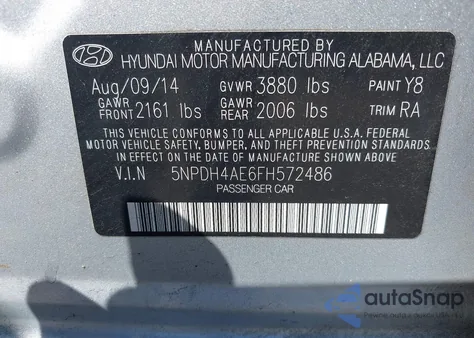 MANUFACTURED BY
HYUNDAI MOTOR MANUFACTURING ALABAMA, LLC
Aug/09/14 GVWR 3880 lbs PAINT Y8
GAWR FRONT 2161 lbs GAWR REAR 2006 lbs TRIM RA
THIS VEHICLE CONFORMS TO ALL APPLICABLE U.S.A. FEDERAL
MOTOR VEHICLE SAFETY, BUMPER, AND THEFT PREVENTION STANDARDS
IN EFFECT ON THE DATE OF MANUFACTURE SHOWN ABOVE.
V.I.N 5NPDH4AE6FH572486
PASSENGER CAR
autoSnap